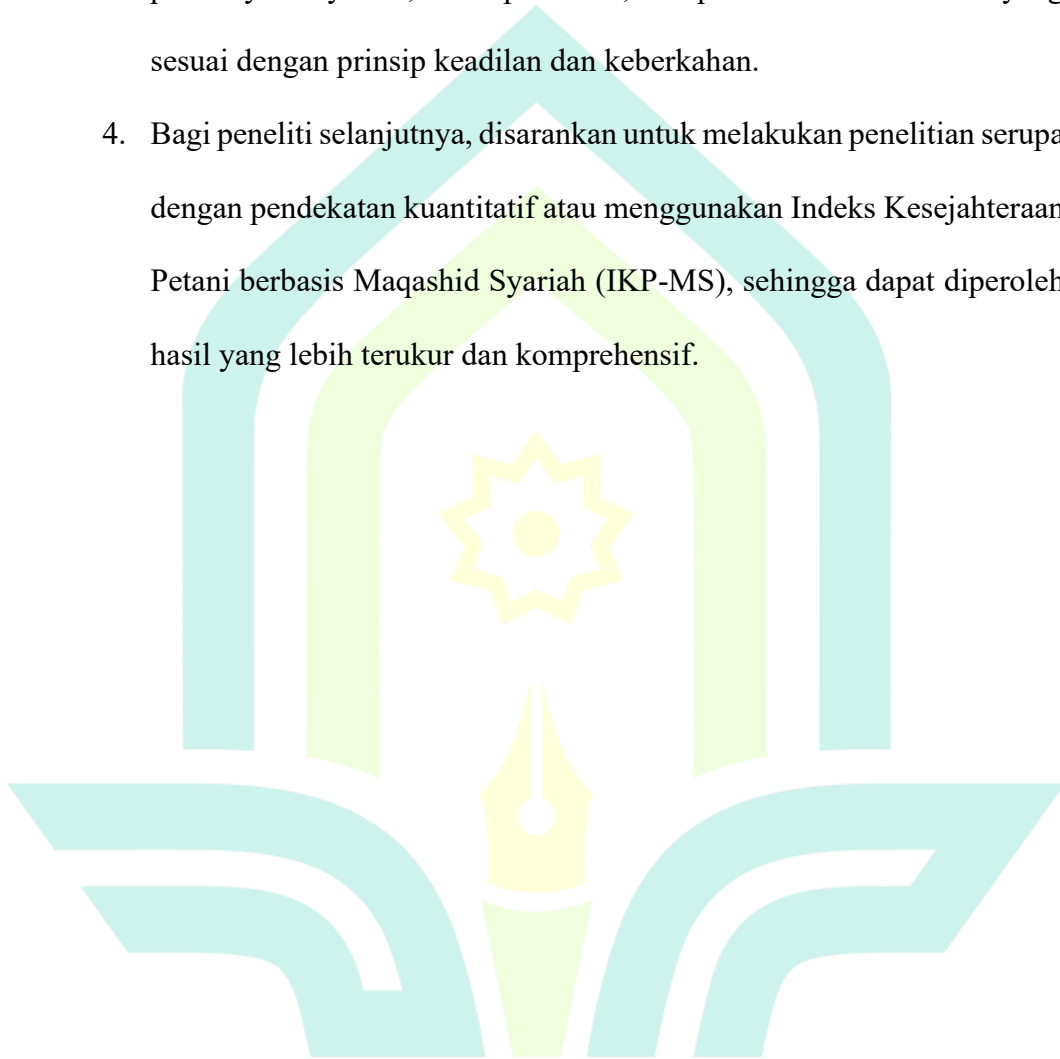 sesuai dengan prinsip keadilan dan keberkahan.
4. Bagi peneliti selanjutnya, disarankan untuk melakukan penelitian serupa
dengan pendekatan kuantitatif atau menggunakan Indeks Kesejahteraan
Petani berbasis Maqashid Syariah (IKP-MS), sehingga dapat diperoleh
hasil yang lebih terukur dan komprehensif.